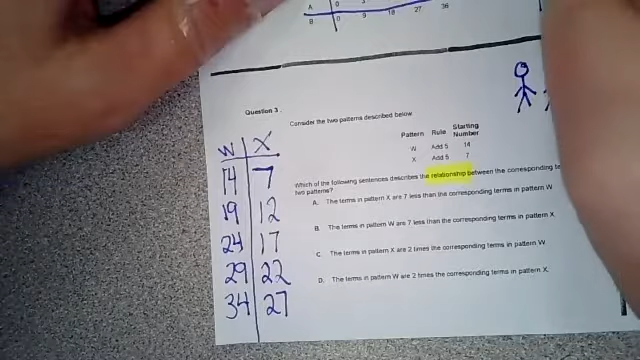 A 0 3
B 0 9 18 27 36
Question 3.
Consider the two patterns described below.
Pattern Rule Starting Number
W Add 5 14
X Add 5 7
Which of the following sentences describes the relationship between the corresponding
two patterns?
A. The terms in pattern X are 7 less than the corresponding terms in pattern W
B. The terms in pattern W are 7 less than the corresponding terms in pattern X.
C. The terms in pattern X are 2 times the corresponding terms in pattern W
D. The terms in pattern W are 2 times the corresponding terms in pattern X.
W X
14 7
19 12
24 17
29 22
34 27